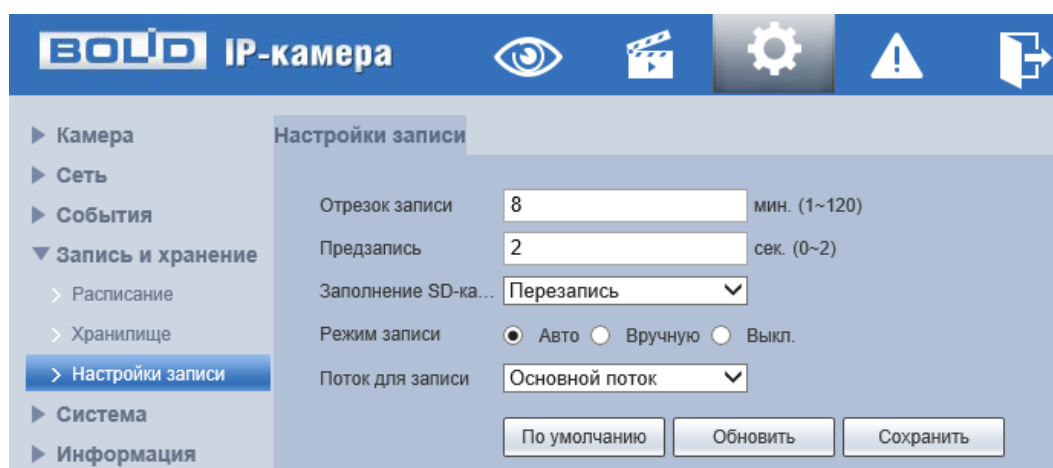 BOLID IP-камера
Камера
Сеть
События
Запись и хранение
Расписание
Хранилище
Настройки записи
Система
Информация
Настройки записи
Отрезок записи 8 мин. (1~120)
Предзапись 2 сек. (0~2)
Заполнение SD-ка... Перезапись
Режим записи Авто Вручную Выкл.
Поток для записи Основной поток
По умолчанию Обновить Сохранить